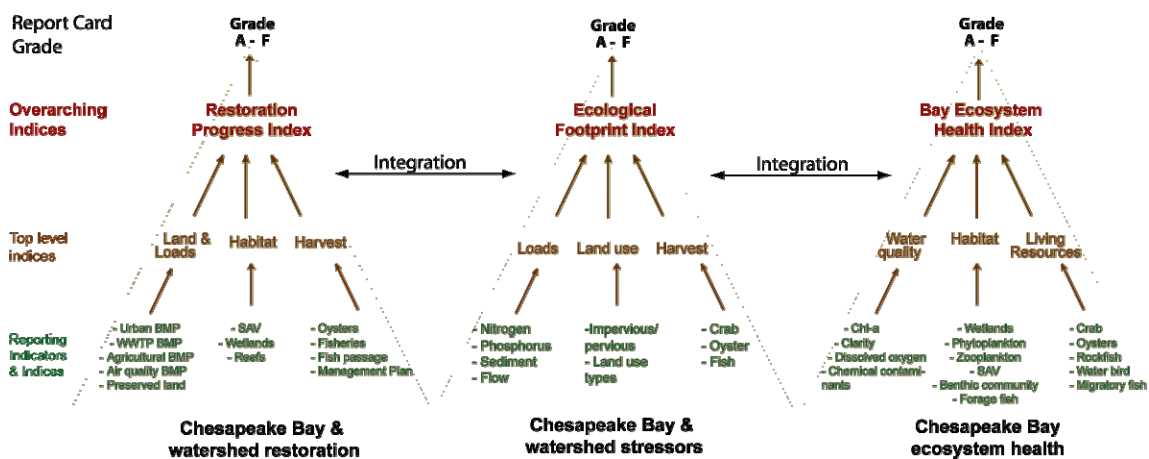 Report Card
Grade
Grade
A - F
Grade
A - F
Grade
A - F
Overarching
Indices
Restoration
Progress Index
Ecological
Footprint Index
Bay Ecosystem
Health Index
Integration
Integration
Top level
indices
Land &
Loads
Habitat
Harvest
Loads
Land use
Harvest
Water
quality
Habitat
Living
Resources
Reporting
Indicators
& Indices
- Urban BMP
- WWTP BMP
- Agricultural BMP
- Air quality BMP
- Preserved land
- SAV
- Wetlands
- Reefs
- Oysters
- Fisheries
- Fish passage
- Management Plan
- Nitrogen
- Phosphorus
- Sediment
- Flow
-Impervious/
pervious
- Land use
types
- Crab
- Oyster
- Fish
- Chl-a
- Clarity
- Dissolved oxygen
- Chemical contami-
nants
- Wetlands
- Phytoplankton
- Zooplankton
- SAV
- Benthic community
- Forage fish
- Crab
- Oysters
- Rockfish
- Water bird
- Migratory fish
Chesapeake Bay &
watershed restoration
Chesapeake Bay &
watershed stressors
Chesapeake Bay
ecosystem health